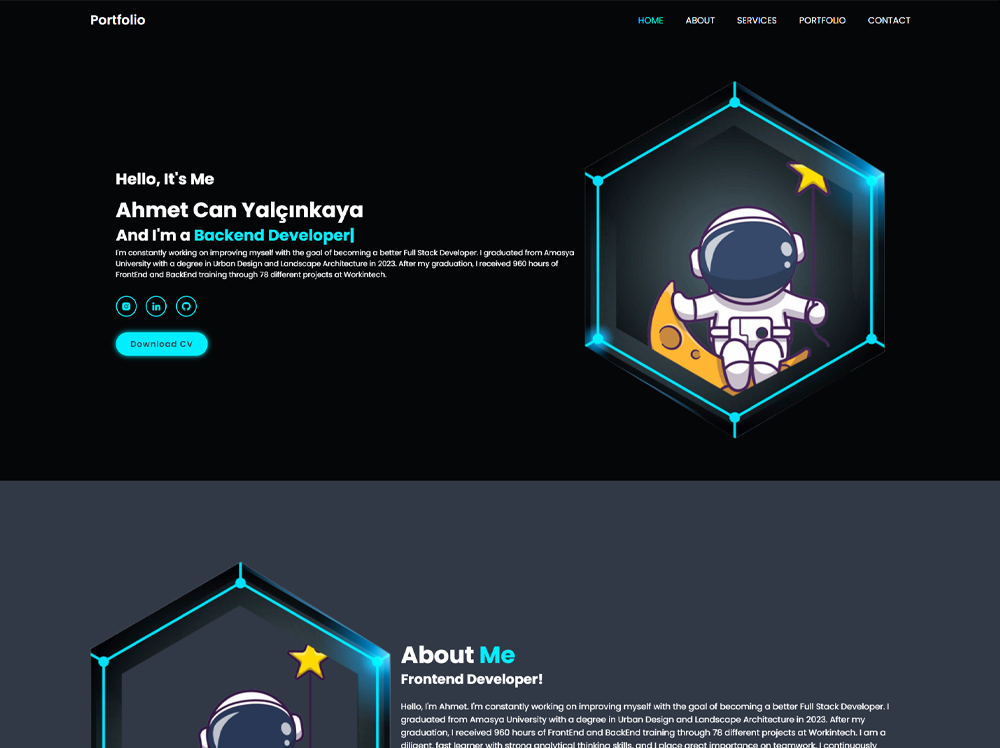 Portfolio
HOME ABOUT SERVICES PORTFOLIO CONTACT
Hello, It's Me
Ahmet Can Yalçınkaya
And I'm a Backend Developer|
I'm constantly working on improving myself with the goal of becoming a better Full Stack Developer. I graduated from Amasya
University with a degree in Urban Design and Landscape Architecture in 2023. After my graduation, I received 960 hours of
FrontEnd and BackEnd training through 78 different projects at Workintech.
in
Download CV
About Me
Frontend Developer!
Hello, I'm Ahmet. I'm constantly working on improving myself with the goal of becoming a better Full Stack Developer. I
graduated from Amasya University with a degree in Urban Design and Landscape Architecture in 2023. After my
graduation, I received 960 hours of FrontEnd and BackEnd training through 78 different projects at Workintech. I am a
diligent, fast learner with strong analytical thinking skills, and I place great importance on teamwork. I continuously